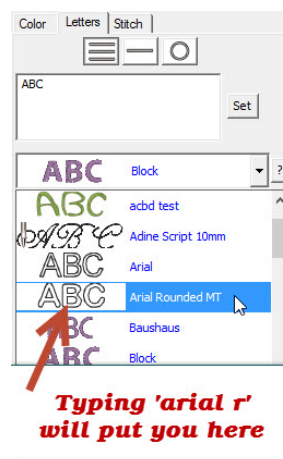 Color Letters Stitch
ABC
Set
ABC Block ?
ABC acbd test
ABC Adine Script 10mm
ABC Arial
ABC Arial Rounded MT
ABC Baushaus
ABC Block
Typing 'arial r'
will put you here